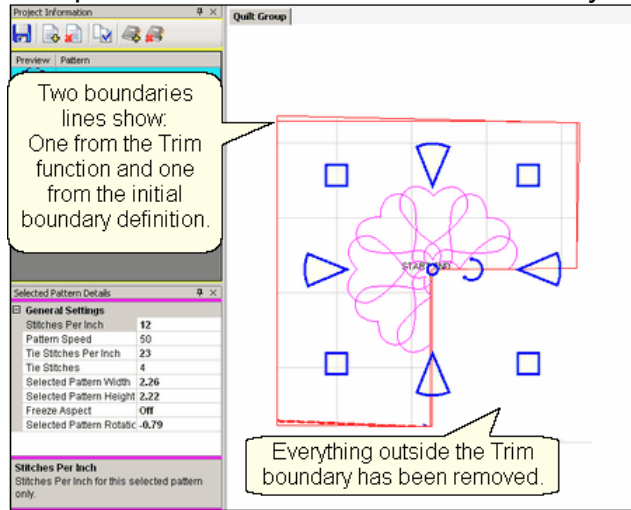 Project Information
Quilt Group
Preview Pattern
Two boundaries
lines show:
One from the Trim
function and one
from the initial
boundary definition.
START
Selected Pattern Details
General Settings
Stitches Per Inch 12
Pattern Speed 50
Tie Stitches Per Inch 23
Tie Stitches 4
Selected Pattern Width 2.26
Selected Pattern Height 2.22
Freeze Aspect Off
Selected Pattern Rotatic -0.79
Everything outside the Trim
boundary has been removed.
Stitches Per Inch
Stitches Per Inch for this selected pattern
only.